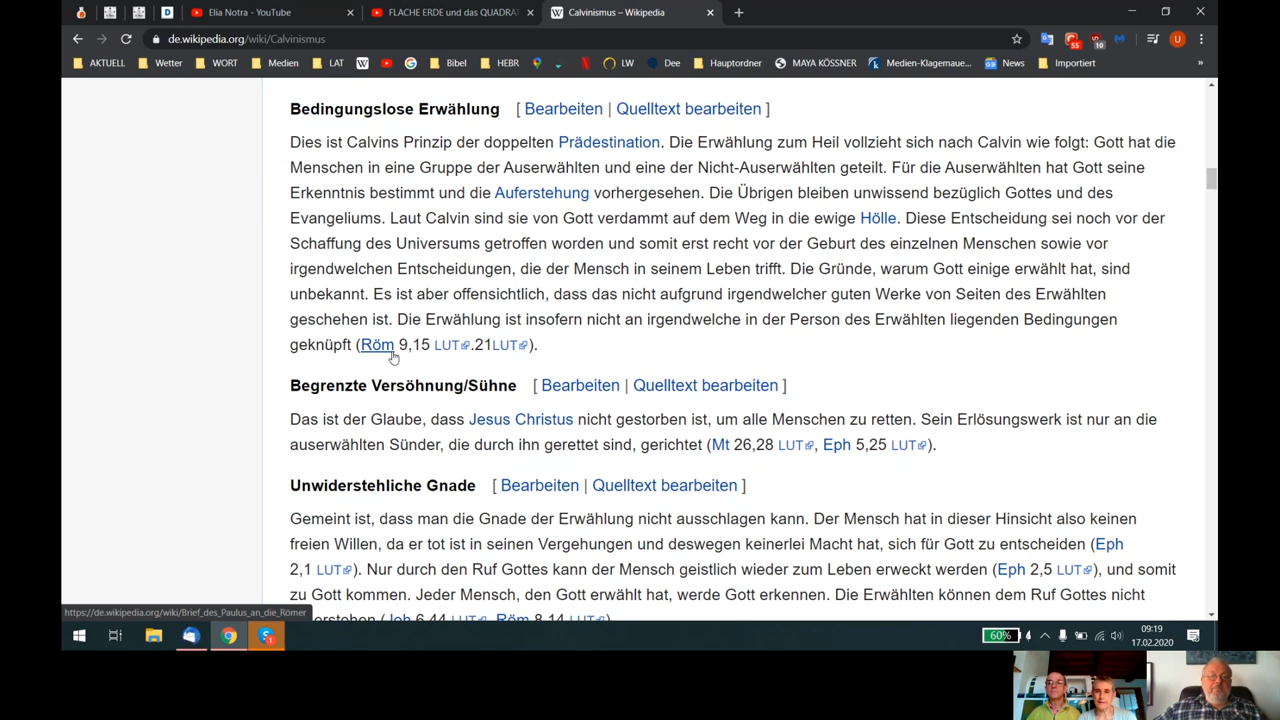 Elia Notra - YouTube
FLACHE ERDE und das QUADRAT
Calvinismus – Wikipedia
de.wikipedia.org/wiki/Calvinismus
AKTUELL Wetter WORT Medien LAT Bibel HEBR LW Dee Hauptordner MAYA KÖSSNER Medien-Klagemaue... News Importiert »
Bedingungslose Erwählung [ Bearbeiten | Quelltext bearbeiten ]
Dies ist Calvins Prinzip der doppelten Prädestination. Die Erwählung zum Heil vollzieht sich nach Calvin wie folgt: Gott hat die
Menschen in eine Gruppe der Auserwählten und eine der Nicht-Auserwählten geteilt. Für die Auserwählten hat Gott seine
Erkenntnis bestimmt und die Auferstehung vorhergesehen. Die Übrigen bleiben unwissend bezüglich Gottes und des
Evangeliums. Laut Calvin sind sie von Gott verdammt auf dem Weg in die ewige Hölle. Diese Entscheidung sei noch vor der
Schaffung des Universums getroffen worden und somit erst recht vor der Geburt des einzelnen Menschen sowie vor
irgendwelchen Entscheidungen, die der Mensch in seinem Leben trifft. Die Gründe, warum Gott einige erwählt hat, sind
unbekannt. Es ist aber offensichtlich, dass das nicht aufgrund irgendwelcher guten Werke von Seiten des Erwählten
geschehen ist. Die Erwählung ist insofern nicht an irgendwelche in der Person des Erwählten liegenden Bedingungen
geknüpft (Röm 9,15 LUT.21LUT).
Begrenzte Versöhnung/Sühne [ Bearbeiten | Quelltext bearbeiten ]
Das ist der Glaube, dass Jesus Christus nicht gestorben ist, um alle Menschen zu retten. Sein Erlösungswerk ist nur an die
auserwählten Sünder, die durch ihn gerettet sind, gerichtet (Mt 26,28 LUT, Eph 5,25 LUT).
Unwiderstehliche Gnade [ Bearbeiten | Quelltext bearbeiten ]
Gemeint ist, dass man die Gnade der Erwählung nicht ausschlagen kann. Der Mensch hat in dieser Hinsicht also keinen
freien Willen, da er tot ist in seinen Vergehungen und deswegen keinerlei Macht hat, sich für Gott zu entscheiden (Eph
2,1 LUT). Nur durch den Ruf Gottes kann der Mensch geistlich wieder zum Leben erweckt werden (Eph 2,5 LUT), und somit
zu Gott kommen. Jeder Mensch, den Gott erwählt hat, werde Gott erkennen. Die Erwählten können dem Ruf Gottes nicht
erstehen (Joh 6,44 LUT, Röm 8,14 LUT)
https://de.wikipedia.org/wiki/Brief_des_Paulus_an_die_Römer
60%
09:19
17.02.2020